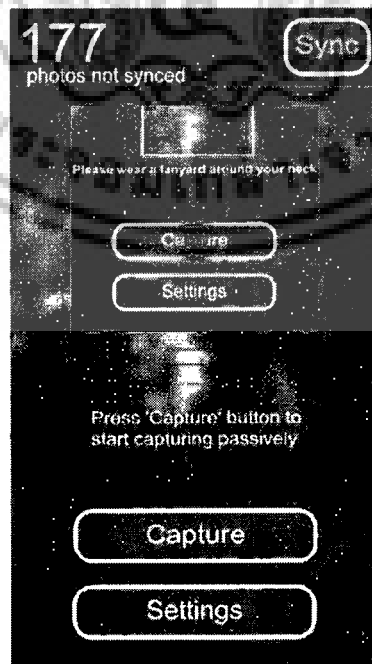 177
Sync
photos not synced
Please wear a lanyard around your neck
Settings
Press 'Capture' button to
start capturing passively
Capture
Settings